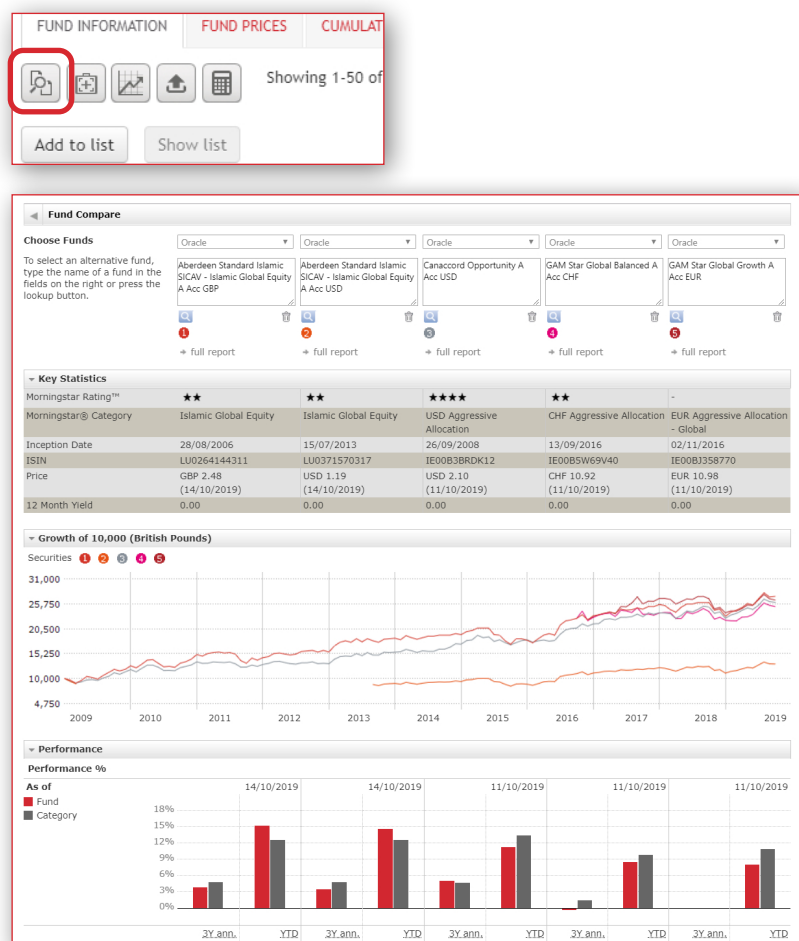 FUND INFORMATION FUND PRICES CUMULAT
Showing 1-50 of
Add to list Show list
Fund Compare
Choose Funds Oracle Oracle Oracle Oracle Oracle
To select an alternative fund,
type the name of a fund in the
fields on the right or press the
lookup button.
Aberdeen Standard Islamic
SICAV - Islamic Global Equity
A Acc GBP
Aberdeen Standard Islamic
SICAV - Islamic Global Equity
A Acc USD
Canaccord Opportunity A
Acc USD
GAM Star Global Balanced A
Acc CHF
GAM Star Global Growth A
Acc EUR
1 2 3 4 5
full report full report full report full report full report
Key Statistics
Morningstar Rating™ ★★ ★★ ★★★★ ★★ -
Morningstar® Category Islamic Global Equity Islamic Global Equity USD Aggressive CHF Aggressive Allocation EUR Aggressive Allocation
Allocation - Global
Inception Date 28/08/2006 15/07/2013 26/09/2008 13/09/2016 02/11/2016
ISIN LU0264144311 LU0371570317 IE00B3BRDK12 IE00B5W69V40 IE00BJ358770
Price GBP 2.48 USD 1.19 USD 2.10 CHF 10.92 EUR 10.98
(14/10/2019) (14/10/2019) (11/10/2019) (11/10/2019) (11/10/2019)
12 Month Yield 0.00 0.00 0.00 0.00 0.00
Growth of 10,000 (British Pounds)
Securities 1 2 3 4 5
31,000
25,750
20,500
15,250
10,000
4,750
2009 2010 2011 2012 2013 2014 2015 2016 2017 2018 2019
Performance
Performance %
As of 14/10/2019 14/10/2019 11/10/2019 11/10/2019 11/10/2019
Fund
Category
18%
15%
12%
9%
6%
3%
0%
3Y ann. YTD 3Y ann. YTD 3Y ann. YTD 3Y ann. YTD 3Y ann. YTD